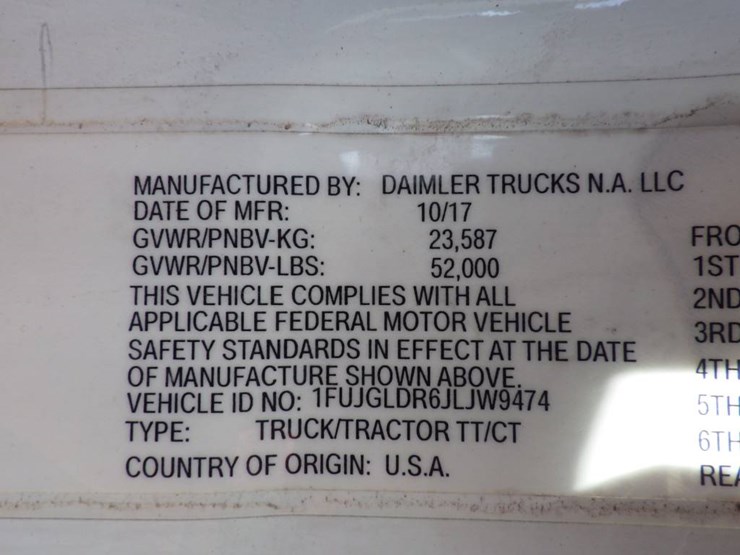 MANUFACTURED BY: DAIMLER TRUCKS N.A. LLC
DATE OF MFR: 10/17
GVWR/PNBV-KG: 23,587
GVWR/PNBV-LBS: 52,000
THIS VEHICLE COMPLIES WITH ALL
APPLICABLE FEDERAL MOTOR VEHICLE
SAFETY STANDARDS IN EFFECT AT THE DATE
OF MANUFACTURE SHOWN ABOVE.
VEHICLE ID NO: 1FUJGLDR6JLJW9474
TYPE: TRUCK/TRACTOR TT/CT
COUNTRY OF ORIGIN: U.S.A.
FRO
1ST
2ND
3RD
4TH
5TH
6TH
REA